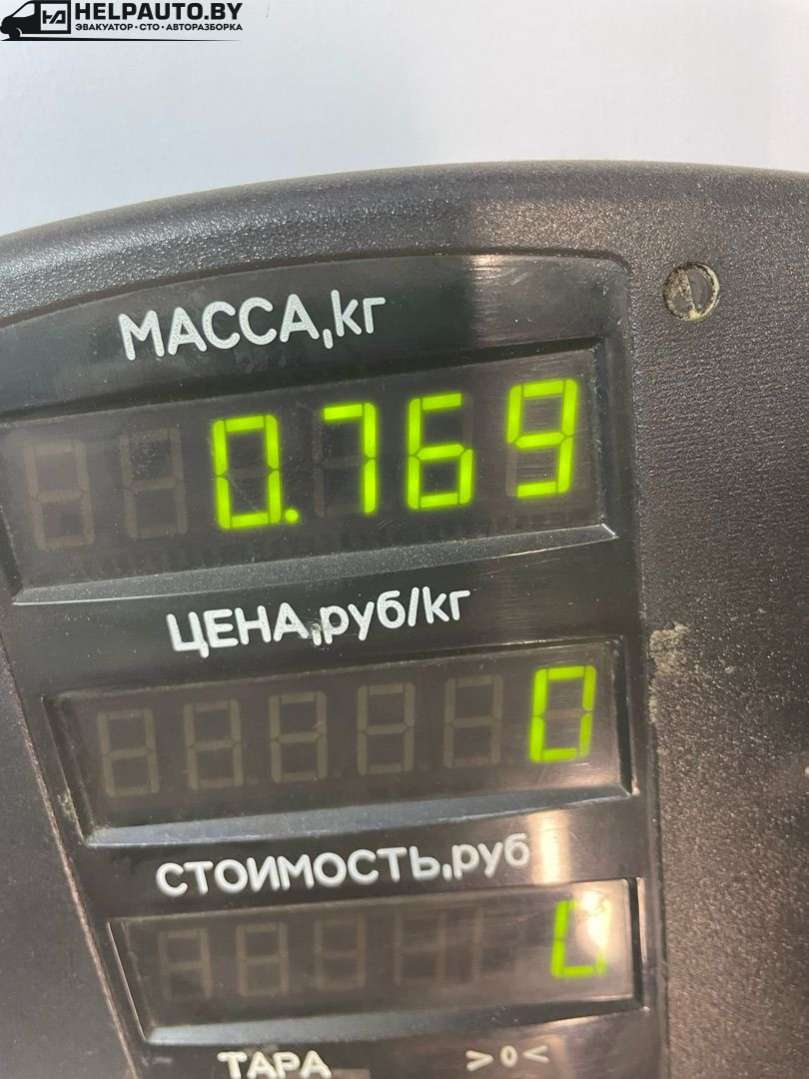 HELPAUTO.BY
ЭВАКУАТОР • СТО • АВТОРАЗБОРКА
МАССА,кг
0.769
ЦЕНА,руб/кг
0
СТОИМОСТЬ,руб
0
ТАРА >0<